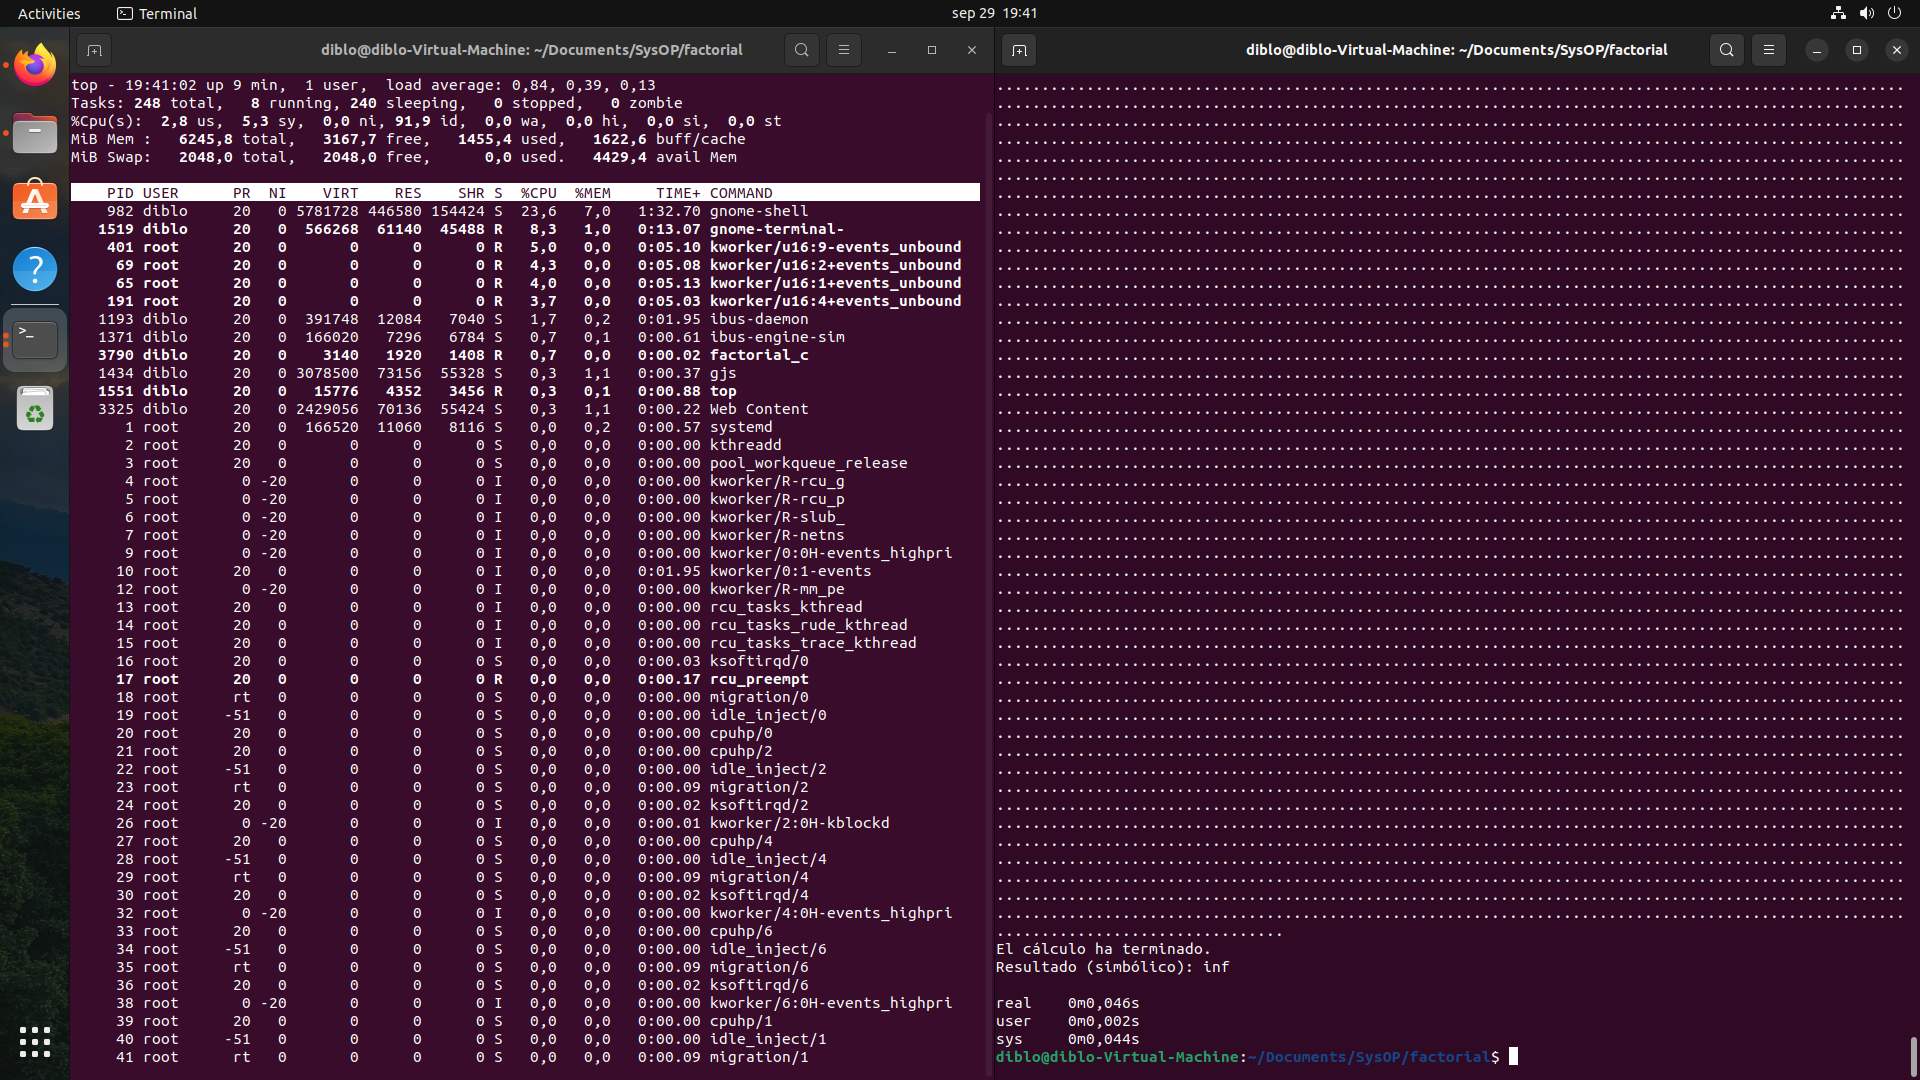 Activities
Terminal
sep 29 19:41
diblo@diblo-Virtual-Machine: ~/Documents/SysOP/factorial
top - 19:41:02 up 9 min,  1 user,  load average: 0,84, 0,39, 0,13
Tasks: 248 total,   8 running, 240 sleeping,   0 stopped,   0 zombie
%Cpu(s):  2,8 us,  5,3 sy,  0,0 ni, 91,9 id,  0,0 wa,  0,0 hi,  0,0 si,  0,0 st
MiB Mem :   6245,8 total,   3167,7 free,   1455,4 used,   1622,6 buff/cache
MiB Swap:   2048,0 total,   2048,0 free,      0,0 used.   4429,4 avail Mem
PID USER      PR  NI    VIRT    RES    SHR S  %CPU  %MEM     TIME+ COMMAND
982 diblo     20   0 5781728 446580 154424 S  23,6   7,0   1:32.70 gnome-shell
1519 diblo     20   0  566268  61140  45488 R   8,3   1,0   0:13.07 gnome-terminal-
401 root      20   0       0      0      0 R   5,0   0,0   0:05.10 kworker/u16:9-events_unbound
69 root      20   0       0      0      0 R   4,3   0,0   0:05.08 kworker/u16:2+events_unbound
65 root      20   0       0      0      0 R   4,0   0,0   0:05.13 kworker/u16:1+events_unbound
191 root      20   0       0      0      0 R   3,7   0,0   0:05.03 kworker/u16:4+events_unbound
1193 diblo     20   0  391748  12084   7040 S   1,7   0,2   0:01.95 ibus-daemon
1371 diblo     20   0  166020   7296   6784 S   0,7   0,1   0:00.61 ibus-engine-sim
3790 diblo     20   0    3140   1920   1408 R   0,7   0,0   0:00.02 factorial_c
1434 diblo     20   0 3078500  73156  55328 S   0,3   1,1   0:00.37 gjs
1551 diblo     20   0   15776   4352   3456 R   0,3   0,1   0:00.88 top
3325 diblo     20   0 2429056  70136  55424 S   0,3   1,1   0:00.22 Web Content
1 root      20   0  166520  11060   8116 S   0,0   0,2   0:00.57 systemd
2 root      20   0       0      0      0 S   0,0   0,0   0:00.00 kthreadd
3 root      20   0       0      0      0 S   0,0   0,0   0:00.00 pool_workqueue_release
4 root       0 -20       0      0      0 I   0,0   0,0   0:00.00 kworker/R-rcu_g
5 root       0 -20       0      0      0 I   0,0   0,0   0:00.00 kworker/R-rcu_p
6 root       0 -20       0      0      0 I   0,0   0,0   0:00.00 kworker/R-slub_
7 root       0 -20       0      0      0 I   0,0   0,0   0:00.00 kworker/R-netns
9 root       0 -20       0      0      0 I   0,0   0,0   0:00.00 kworker/0:0H-events_highpri
10 root      20   0       0      0      0 I   0,0   0,0   0:01.95 kworker/0:1-events
12 root       0 -20       0      0      0 I   0,0   0,0   0:00.00 kworker/R-mm_pe
13 root      20   0       0      0      0 I   0,0   0,0   0:00.00 rcu_tasks_kthread
14 root      20   0       0      0      0 I   0,0   0,0   0:00.00 rcu_tasks_rude_kthread
15 root      20   0       0      0      0 I   0,0   0,0   0:00.00 rcu_tasks_trace_kthread
16 root      20   0       0      0      0 S   0,0   0,0   0:00.03 ksoftirqd/0
17 root      20   0       0      0      0 R   0,0   0,0   0:00.17 rcu_preempt
18 root      rt   0       0      0      0 S   0,0   0,0   0:00.00 migration/0
19 root     -51   0       0      0      0 S   0,0   0,0   0:00.00 idle_inject/0
20 root      20   0       0      0      0 S   0,0   0,0   0:00.00 cpuhp/0
21 root      20   0       0      0      0 S   0,0   0,0   0:00.00 cpuhp/2
22 root     -51   0       0      0      0 S   0,0   0,0   0:00.00 idle_inject/2
23 root      rt   0       0      0      0 S   0,0   0,0   0:00.09 migration/2
24 root      20   0       0      0      0 S   0,0   0,0   0:00.02 ksoftirqd/2
26 root       0 -20       0      0      0 I   0,0   0,0   0:00.01 kworker/2:0H-kblockd
27 root      20   0       0      0      0 S   0,0   0,0   0:00.00 cpuhp/4
28 root     -51   0       0      0      0 S   0,0   0,0   0:00.00 idle_inject/4
29 root      rt   0       0      0      0 S   0,0   0,0   0:00.09 migration/4
30 root      20   0       0      0      0 S   0,0   0,0   0:00.02 ksoftirqd/4
32 root       0 -20       0      0      0 I   0,0   0,0   0:00.00 kworker/4:0H-events_highpri
33 root      20   0       0      0      0 S   0,0   0,0   0:00.00 cpuhp/6
34 root     -51   0       0      0      0 S   0,0   0,0   0:00.00 idle_inject/6
35 root      rt   0       0      0      0 S   0,0   0,0   0:00.09 migration/6
36 root      20   0       0      0      0 S   0,0   0,0   0:00.02 ksoftirqd/6
38 root       0 -20       0      0      0 I   0,0   0,0   0:00.00 kworker/6:0H-events_highpri
39 root      20   0       0      0      0 S   0,0   0,0   0:00.00 cpuhp/1
40 root     -51   0       0      0      0 S   0,0   0,0   0:00.00 idle_inject/1
41 root      rt   0       0      0      0 S   0,0   0,0   0:00.09 migration/1
diblo@diblo-Virtual-Machine: ~/Documents/SysOP/factorial
................................
El cálculo ha terminado.
Resultado (simbólico): inf
real    0m0,046s
user    0m0,002s
sys     0m0,044s
diblo@diblo-Virtual-Machine:~/Documents/SysOP/factorial$